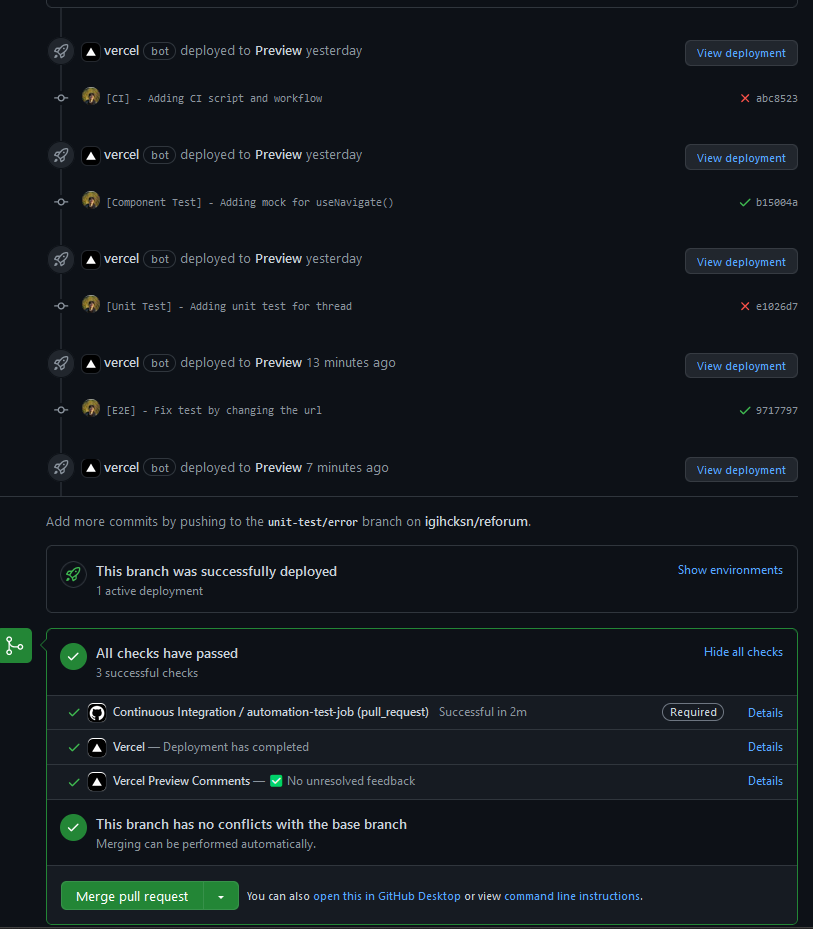 vercel bot deployed to Preview yesterday View deployment
[CI] - Adding CI script and workflow abc8523
vercel bot deployed to Preview yesterday View deployment
[Component Test] - Adding mock for useNavigate() b15004a
vercel bot deployed to Preview yesterday View deployment
[Unit Test] - Adding unit test for thread e1026d7
vercel bot deployed to Preview 13 minutes ago View deployment
[E2E] - Fix test by changing the url 9717797
vercel bot deployed to Preview 7 minutes ago View deployment
Add more commits by pushing to the unit-test/error branch on igihcksn/reforum.
This branch was successfully deployed Show environments
1 active deployment
All checks have passed Hide all checks
3 successful checks
Continuous Integration / automation-test-job (pull_request) Successful in 2m Required Details
Vercel — Deployment has completed Details
Vercel Preview Comments — ✅ No unresolved feedback Details
This branch has no conflicts with the base branch
Merging can be performed automatically.
Merge pull request You can also open this in GitHub Desktop or view command line instructions.